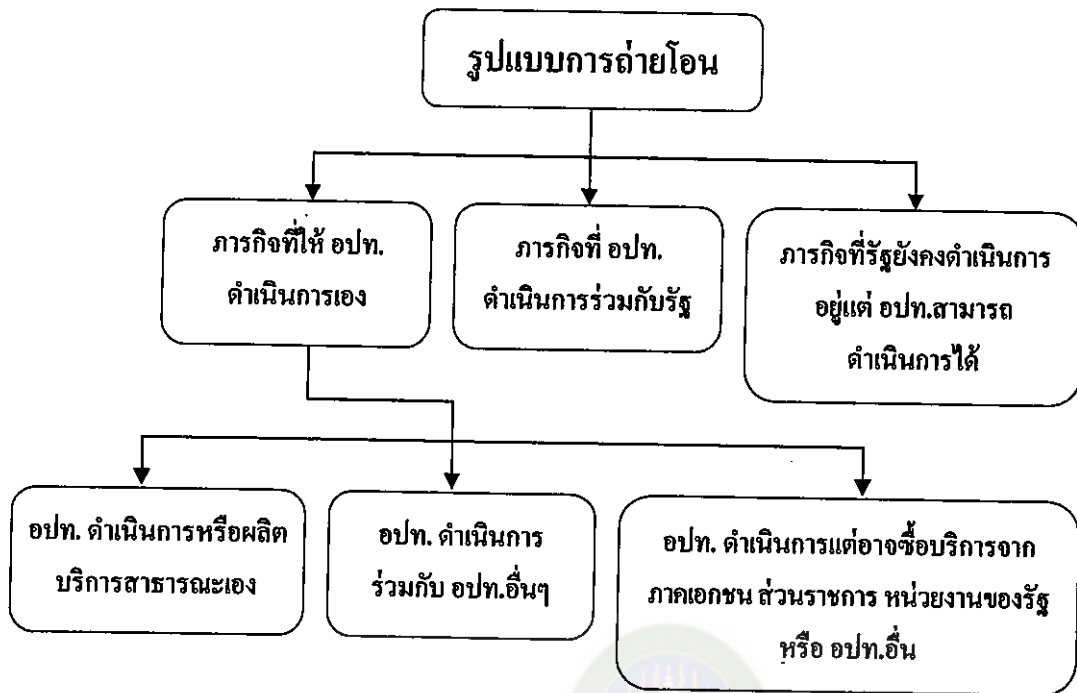 รูปแบบการถ่ายโอน
ภารกิจที่ให้ อปท.
ดำเนินการเอง
ภารกิจที่ อปท.
ดำเนินการร่วมกับรัฐ
ภารกิจที่รัฐยังคงดำเนินการ
อยู่แต่ อปท.สามารถ
ดำเนินการได้
อปท. ดำเนินการหรือผลิต
บริการสาธารณะเอง
อปท. ดำเนินการ
ร่วมกับ อปท.อื่นๆ
อปท. ดำเนินการแต่อาจซื้อบริการจาก
ภาคเอกชน ส่วนราชการ หน่วยงานของรัฐ
หรือ อปท.อื่น